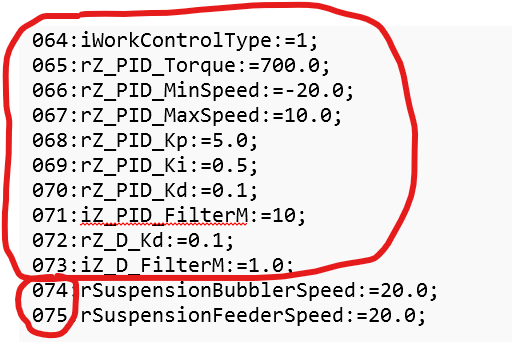 064:iWorkControlType:=1;
065:rZ_PID_Torque:=700.0;
066:rZ_PID_MinSpeed:=-20.0;
067:rZ_PID_MaxSpeed:=10.0;
068:rZ_PID_Kp:=5.0;
069:rZ_PID_Ki:=0.5;
070:rZ_PID_Kd:=0.1;
071:iZ_PID_FilterM:=10;
072:rZ_D_Kd:=0.1;
073:iZ_D_FilterM:=1.0;
074:rSuspensionBubblerSpeed:=20.0;
075:rSuspensionFeederSpeed:=20.0;